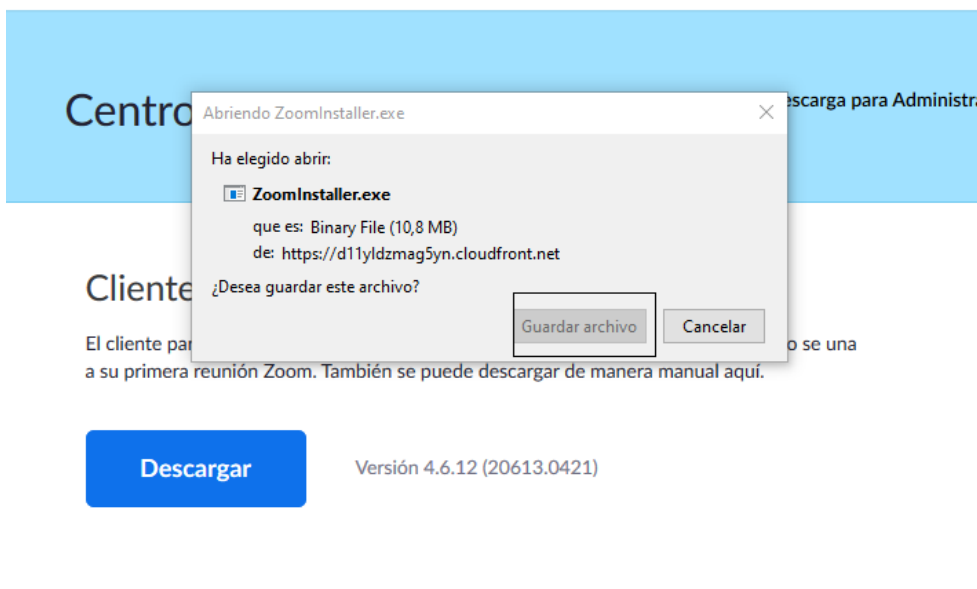 Centro
escarga para Administra
Abriendo ZoomInstaller.exe
Ha elegido abrir:
ZoomInstaller.exe
que es: Binary File (10,8 MB)
de: https://d11yldzmag5yn.cloudfront.net
¿Desea guardar este archivo?
Guardar archivo Cancelar
Cliente
El cliente par o se una
a su primera reunión Zoom. También se puede descargar de manera manual aquí.
Descargar Versión 4.6.12 (20613.0421)